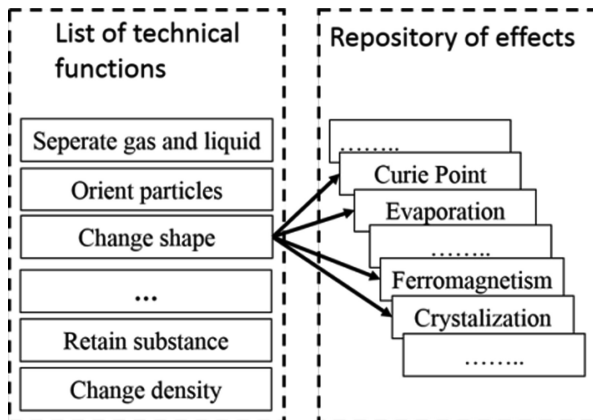 List of technical
functions
Seperate gas and liquid
Orient particles
Change shape
...
Retain substance
Change density
Repository of effects
........
Curie Point
Evaporation
........
Ferromagnetism
Crystalization
........